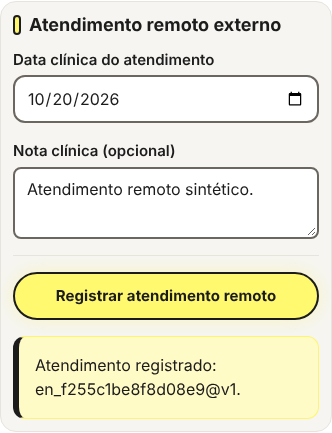 Atendimento remoto externo
Data clínica do atendimento
10/20/2026
Nota clínica (opcional)
Atendimento remoto sintético.
Registrar atendimento remoto
Atendimento registrado:
en_f255c1be8f8d08e9@v1.